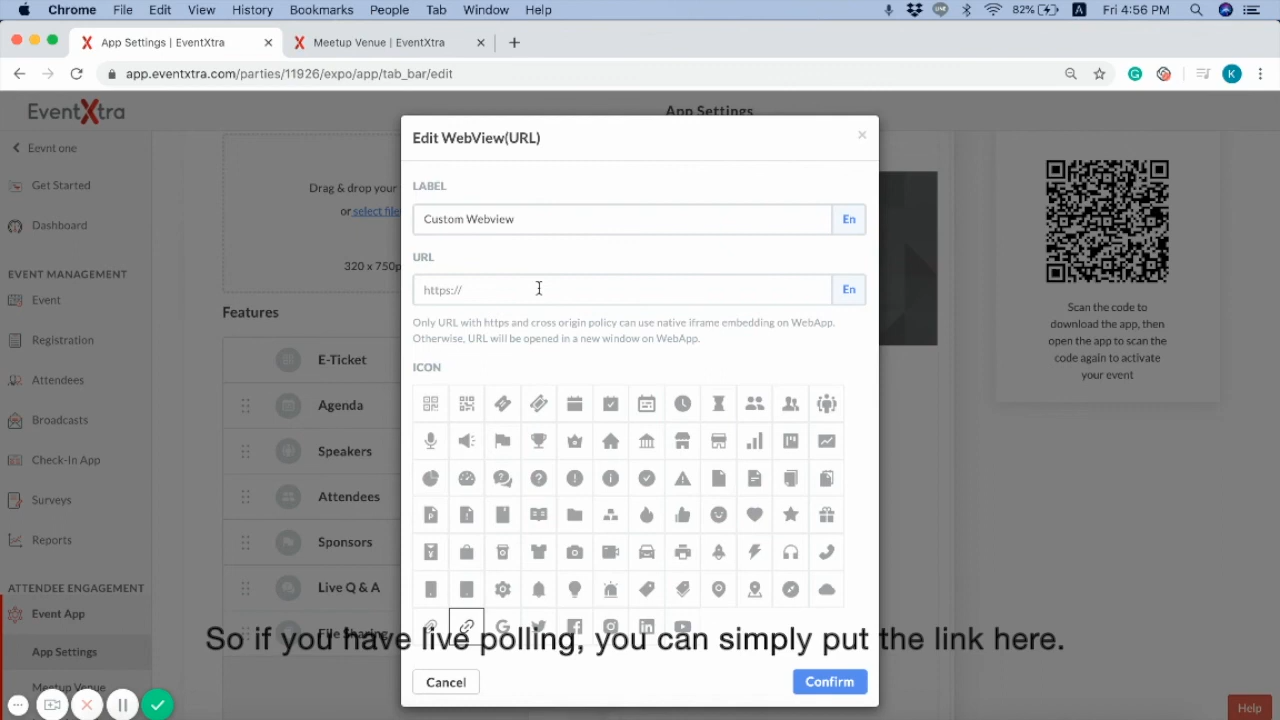 Chrome File Edit View History Bookmarks People Tab Window Help 82% A Fri 4:56 PM
App Settings | EventXtra Meetup Venue | EventXtra
app.eventxtra.com/parties/11926/expo/app/tab_bar/edit K
EventXtra
App Settings
Eevnt one
Get Started
Dashboard
EVENT MANAGEMENT
Event
Registration
Attendees
Broadcasts
Check-In App
Surveys
Reports
ATTENDEE ENGAGEMENT
Event App
App Settings
Meetup Venue
Drag & drop your
or select file
320 x 750p
Features
E-Ticket
Agenda
Speakers
Attendees
Sponsors
Live Q & A
File Sharing
Edit WebView(URL)
LABEL
Custom Webview En
URL
https:// En
Only URL with https and cross origin policy can use native iframe embedding on WebApp.
Otherwise, URL will be opened in a new window on WebApp.
ICON
Cancel Confirm
Scan the code to
download the app, then
open the app to scan the
code again to activate
your event
Help
So if you have live polling, you can simply put the link here.